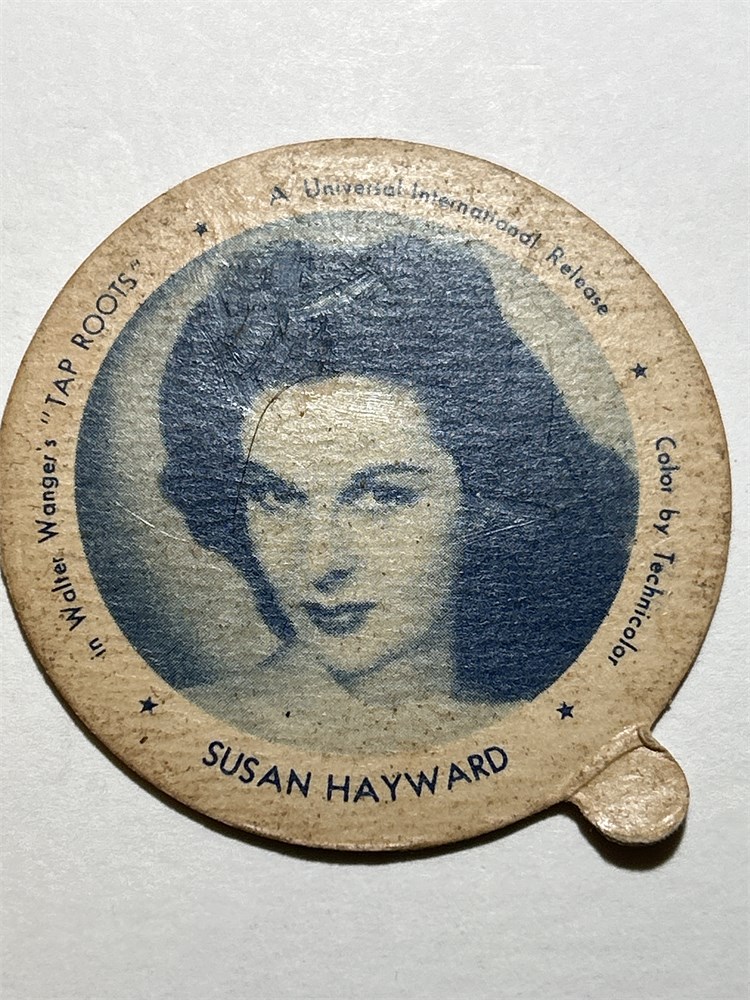 A Universal-International Release
Color by Technicolor
SUSAN HAYWARD
in Walter Wanger's "TAP ROOTS"